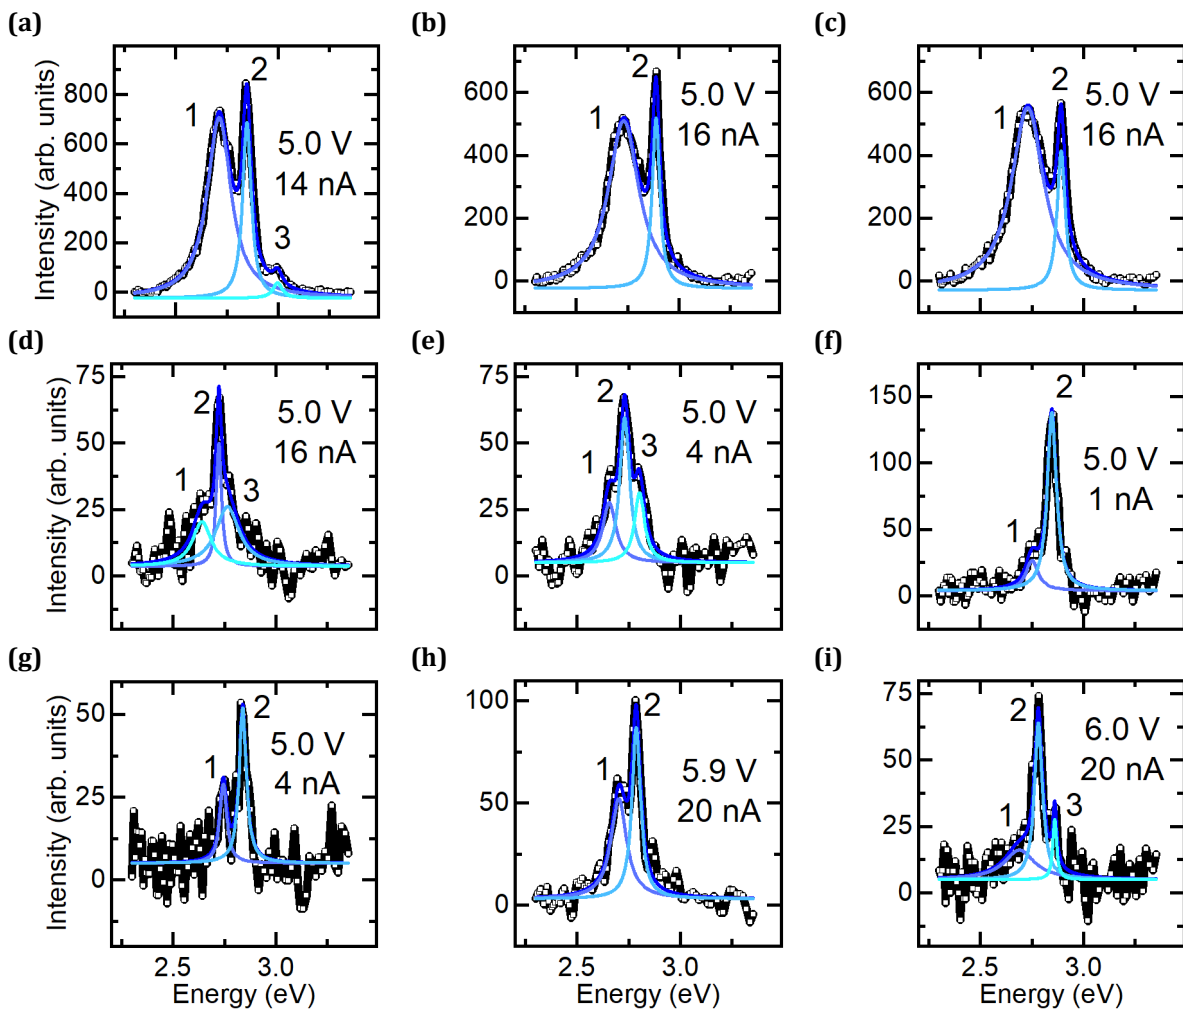 (a)
(b)
(c)
Intensity (arb. units)
800
600
400
200
0
1
2
3
5.0 V
14 nA
600
400
200
0
1
2
5.0 V
16 nA
600
400
200
0
1
2
5.0 V
16 nA
(d)
(e)
(f)
Intensity (arb. units)
75
50
25
0
1
2
3
5.0 V
16 nA
75
50
25
0
1
2
3
5.0 V
4 nA
150
100
50
0
1
2
5.0 V
1 nA
(g)
(h)
(i)
Intensity (arb. units)
50
25
0
1
2
5.0 V
4 nA
2.5
3.0
Energy (eV)
100
50
0
1
2
5.9 V
20 nA
2.5
3.0
Energy (eV)
75
50
25
0
1
2
3
6.0 V
20 nA
2.5
3.0
Energy (eV)